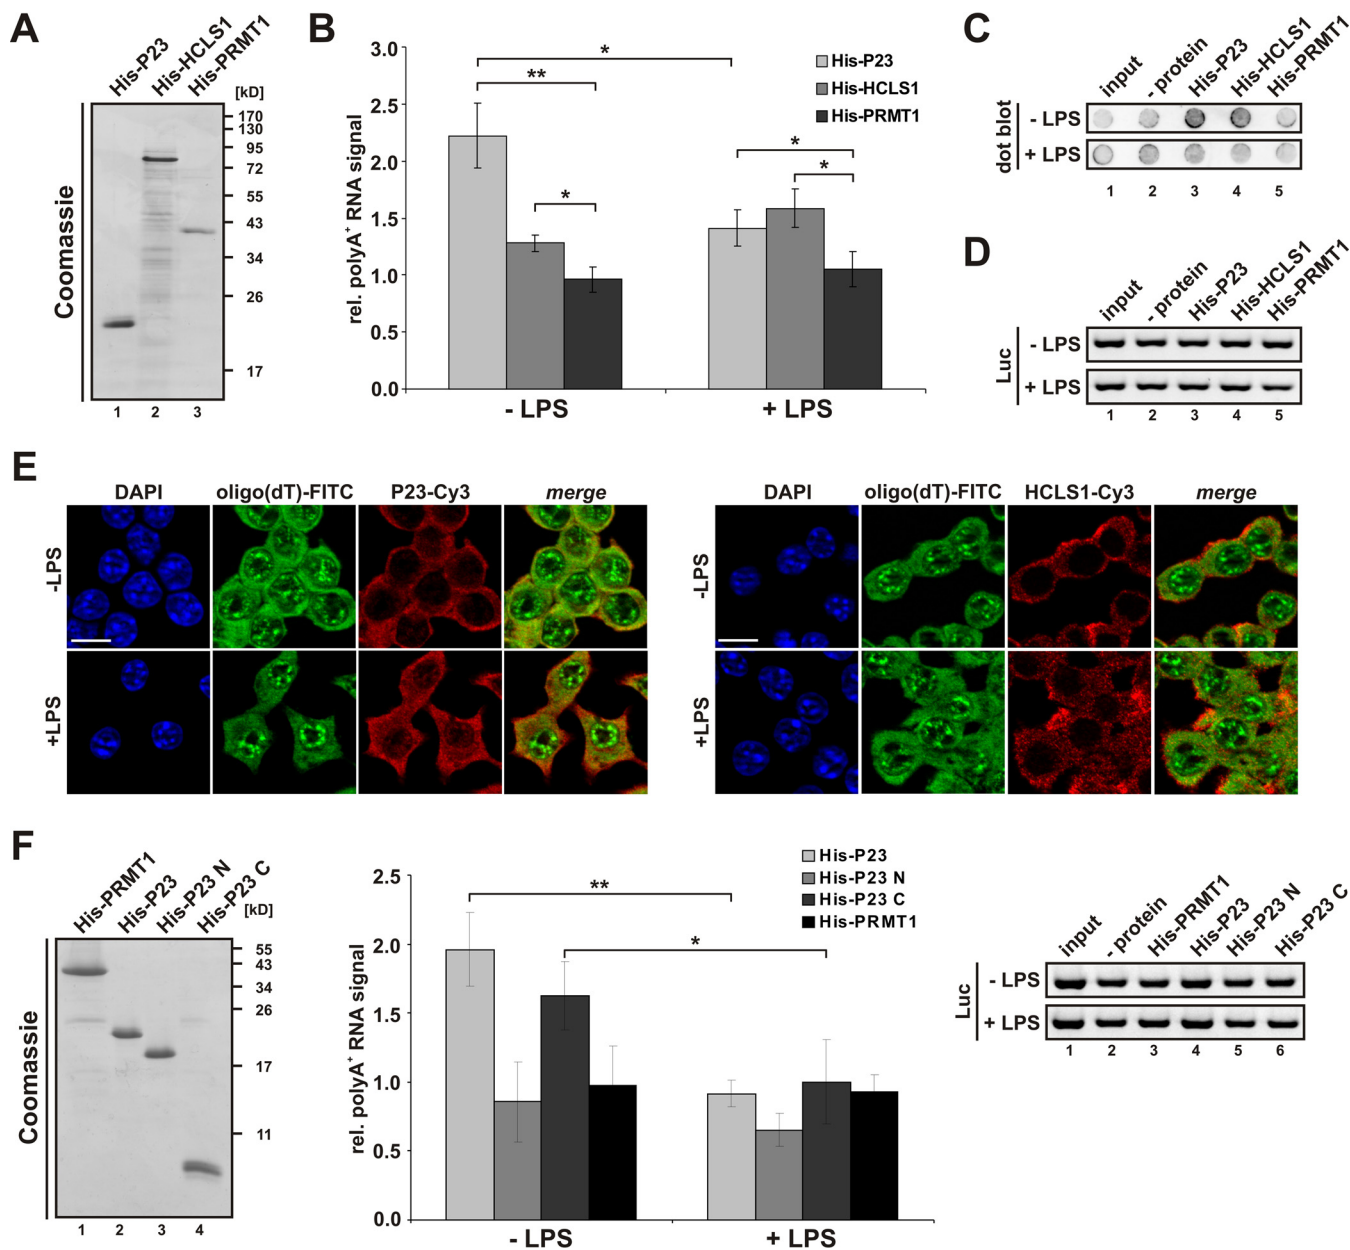 A
His-P23
His-HCLS1
His-PRMT1
[kD]
170
130
95
72
55
43
34
26
17
Coomassie
1 2 3
B
rel. polyA+ RNA signal
3.0
2.5
2.0
1.5
1.0
0.5
0.0
*
**
*
*
*
His-P23
His-HCLS1
His-PRMT1
- LPS
+ LPS
C
input
- protein
His-P23
His-HCLS1
His-PRMT1
dot blot
- LPS
+ LPS
1 2 3 4 5
D
input
- protein
His-P23
His-HCLS1
His-PRMT1
Luc
- LPS
+ LPS
1 2 3 4 5
E
DAPI oligo(dT)-FITC P23-Cy3 merge
-LPS
+LPS
DAPI oligo(dT)-FITC HCLS1-Cy3 merge
-LPS
+LPS
F
His-PRMT1
His-P23
His-P23 N
His-P23 C
[kD]
55
43
34
26
17
11
Coomassie
1 2 3 4
rel. polyA+ RNA signal
2.5
2.0
1.5
1.0
0.5
0.0
**
*
His-P23
His-P23 N
His-P23 C
His-PRMT1
- LPS
+ LPS
input
- protein
His-PRMT1
His-P23
His-P23 N
His-P23 C
Luc
- LPS
+ LPS
1 2 3 4 5 6